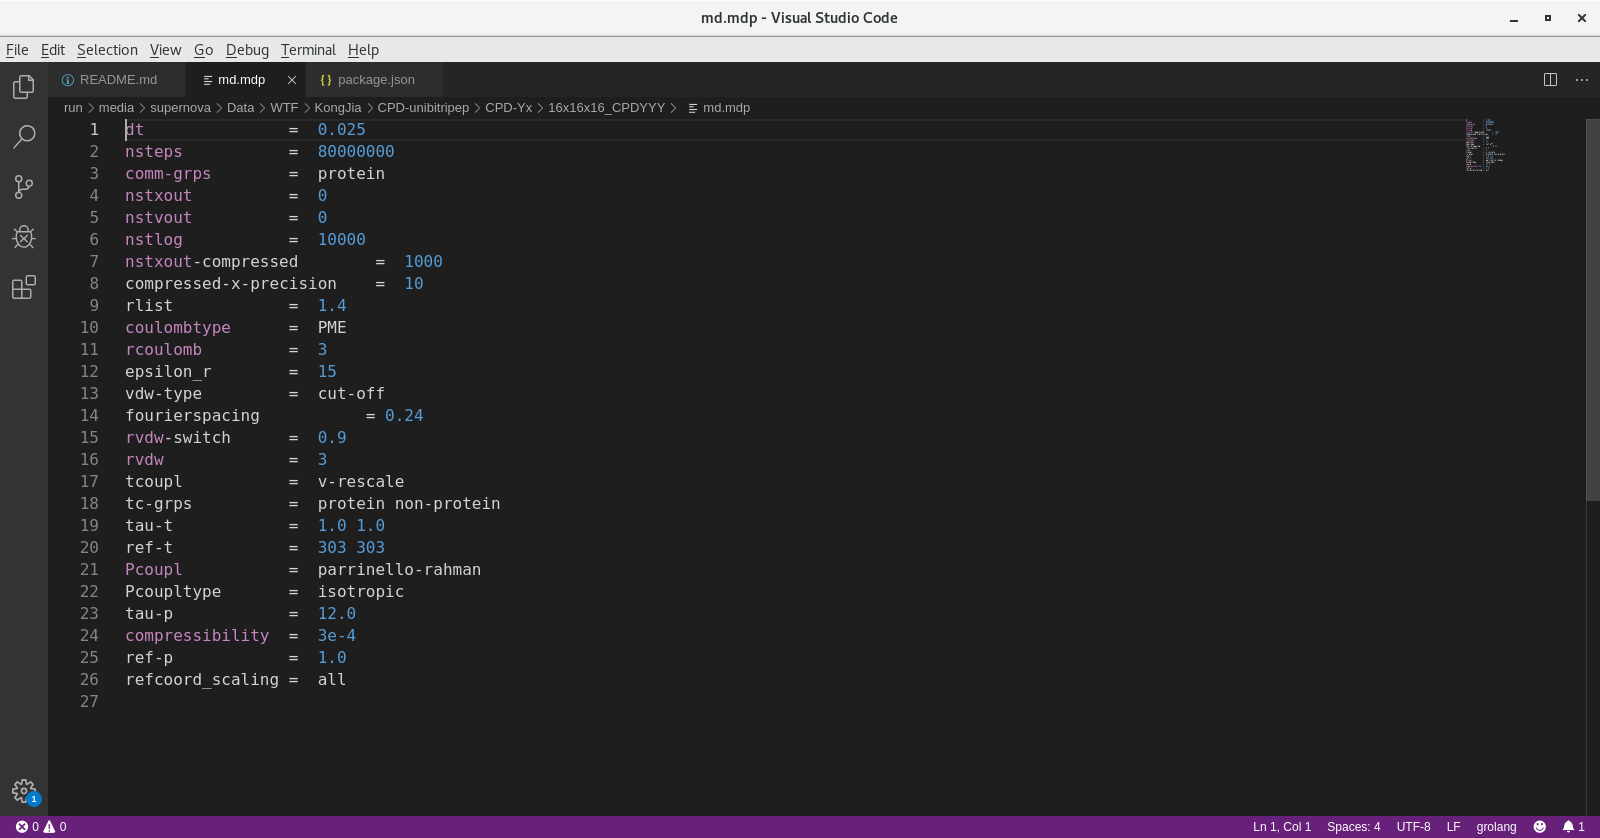 md.mdp - Visual Studio Code
File Edit Selection View Go Debug Terminal Help
README.md md.mdp package.json
run media supernova Data WTF KongJia CPD-unibitripep CPD-Yx 16x16x16_CPDYYY md.mdp
1 dt = 0.025
2 nsteps = 80000000
3 comm-grps = protein
4 nstxout = 0
5 nstvout = 0
6 nstlog = 10000
7 nstxout-compressed = 1000
8 compressed-x-precision = 10
9 rlist = 1.4
10 coulombtype = PME
11 rcoulomb = 3
12 epsilon_r = 15
13 vdw-type = cut-off
14 fourierspacing = 0.24
15 rvdw-switch = 0.9
16 rvdw = 3
17 tcoupl = v-rescale
18 tc-grps = protein non-protein
19 tau-t = 1.0 1.0
20 ref-t = 303 303
21 Pcoupl = parrinello-rahman
22 Pcoupltype = isotropic
23 tau-p = 12.0
24 compressibility = 3e-4
25 ref-p = 1.0
26 refcoord_scaling = all
27
1
0 0 Ln 1, Col 1 Spaces: 4 UTF-8 LF grolang 1